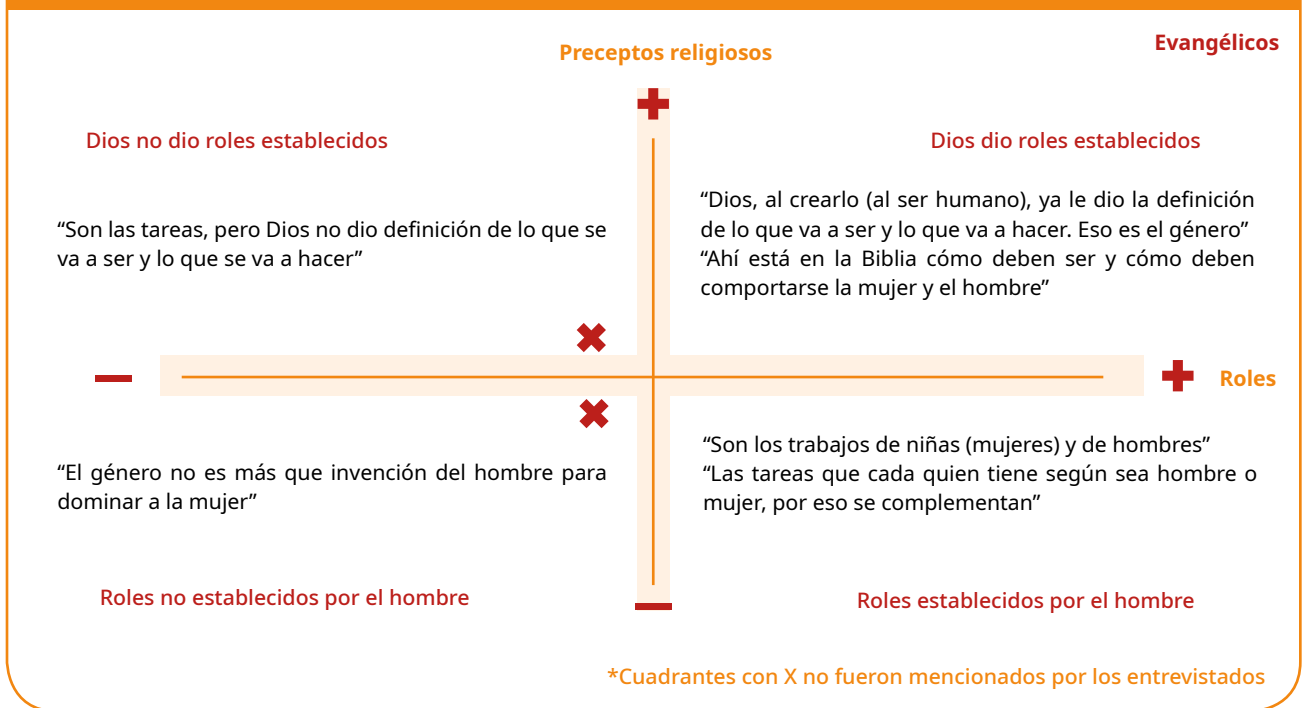 Evangélicos
Preceptos religiosos
Dios no dio roles establecidos
Dios dio roles establecidos
“Son las tareas, pero Dios no dio definición de lo que se
va a ser y lo que se va a hacer”
“Dios, al crearlo (al ser humano), ya le dio la definición
de lo que va a ser y lo que va a hacer. Eso es el género”
“Ahí está en la Biblia cómo deben ser y cómo deben
comportarse la mujer y el hombre”
Roles
“El género no es más que invención del hombre para
dominar a la mujer”
“Son los trabajos de niñas (mujeres) y de hombres”
“Las tareas que cada quien tiene según sea hombre o
mujer, por eso se complementan”
Roles no establecidos por el hombre
Roles establecidos por el hombre
*Cuadrantes con X no fueron mencionados por los entrevistados